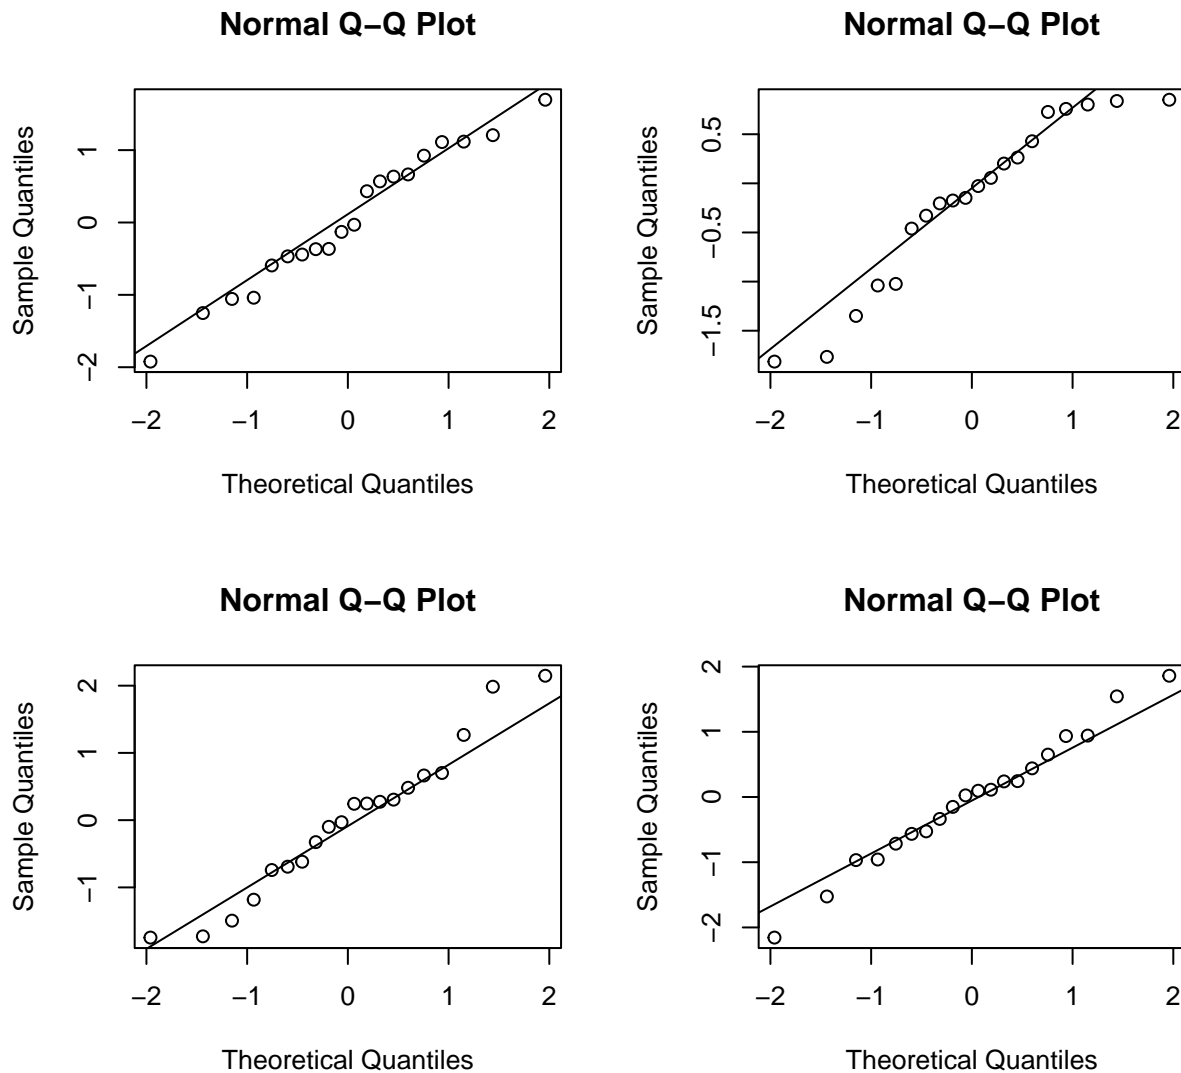 Normal Q−Q Plot
Sample Quantiles
1
0
−1
−2
−2 −1 0 1 2
Theoretical Quantiles
Normal Q−Q Plot
Sample Quantiles
0.5
−0.5
−1.5
−2 −1 0 1 2
Theoretical Quantiles
Normal Q−Q Plot
Sample Quantiles
2
1
0
−1
−2 −1 0 1 2
Theoretical Quantiles
Normal Q−Q Plot
Sample Quantiles
2
1
0
−1
−2
−2 −1 0 1 2
Theoretical Quantiles